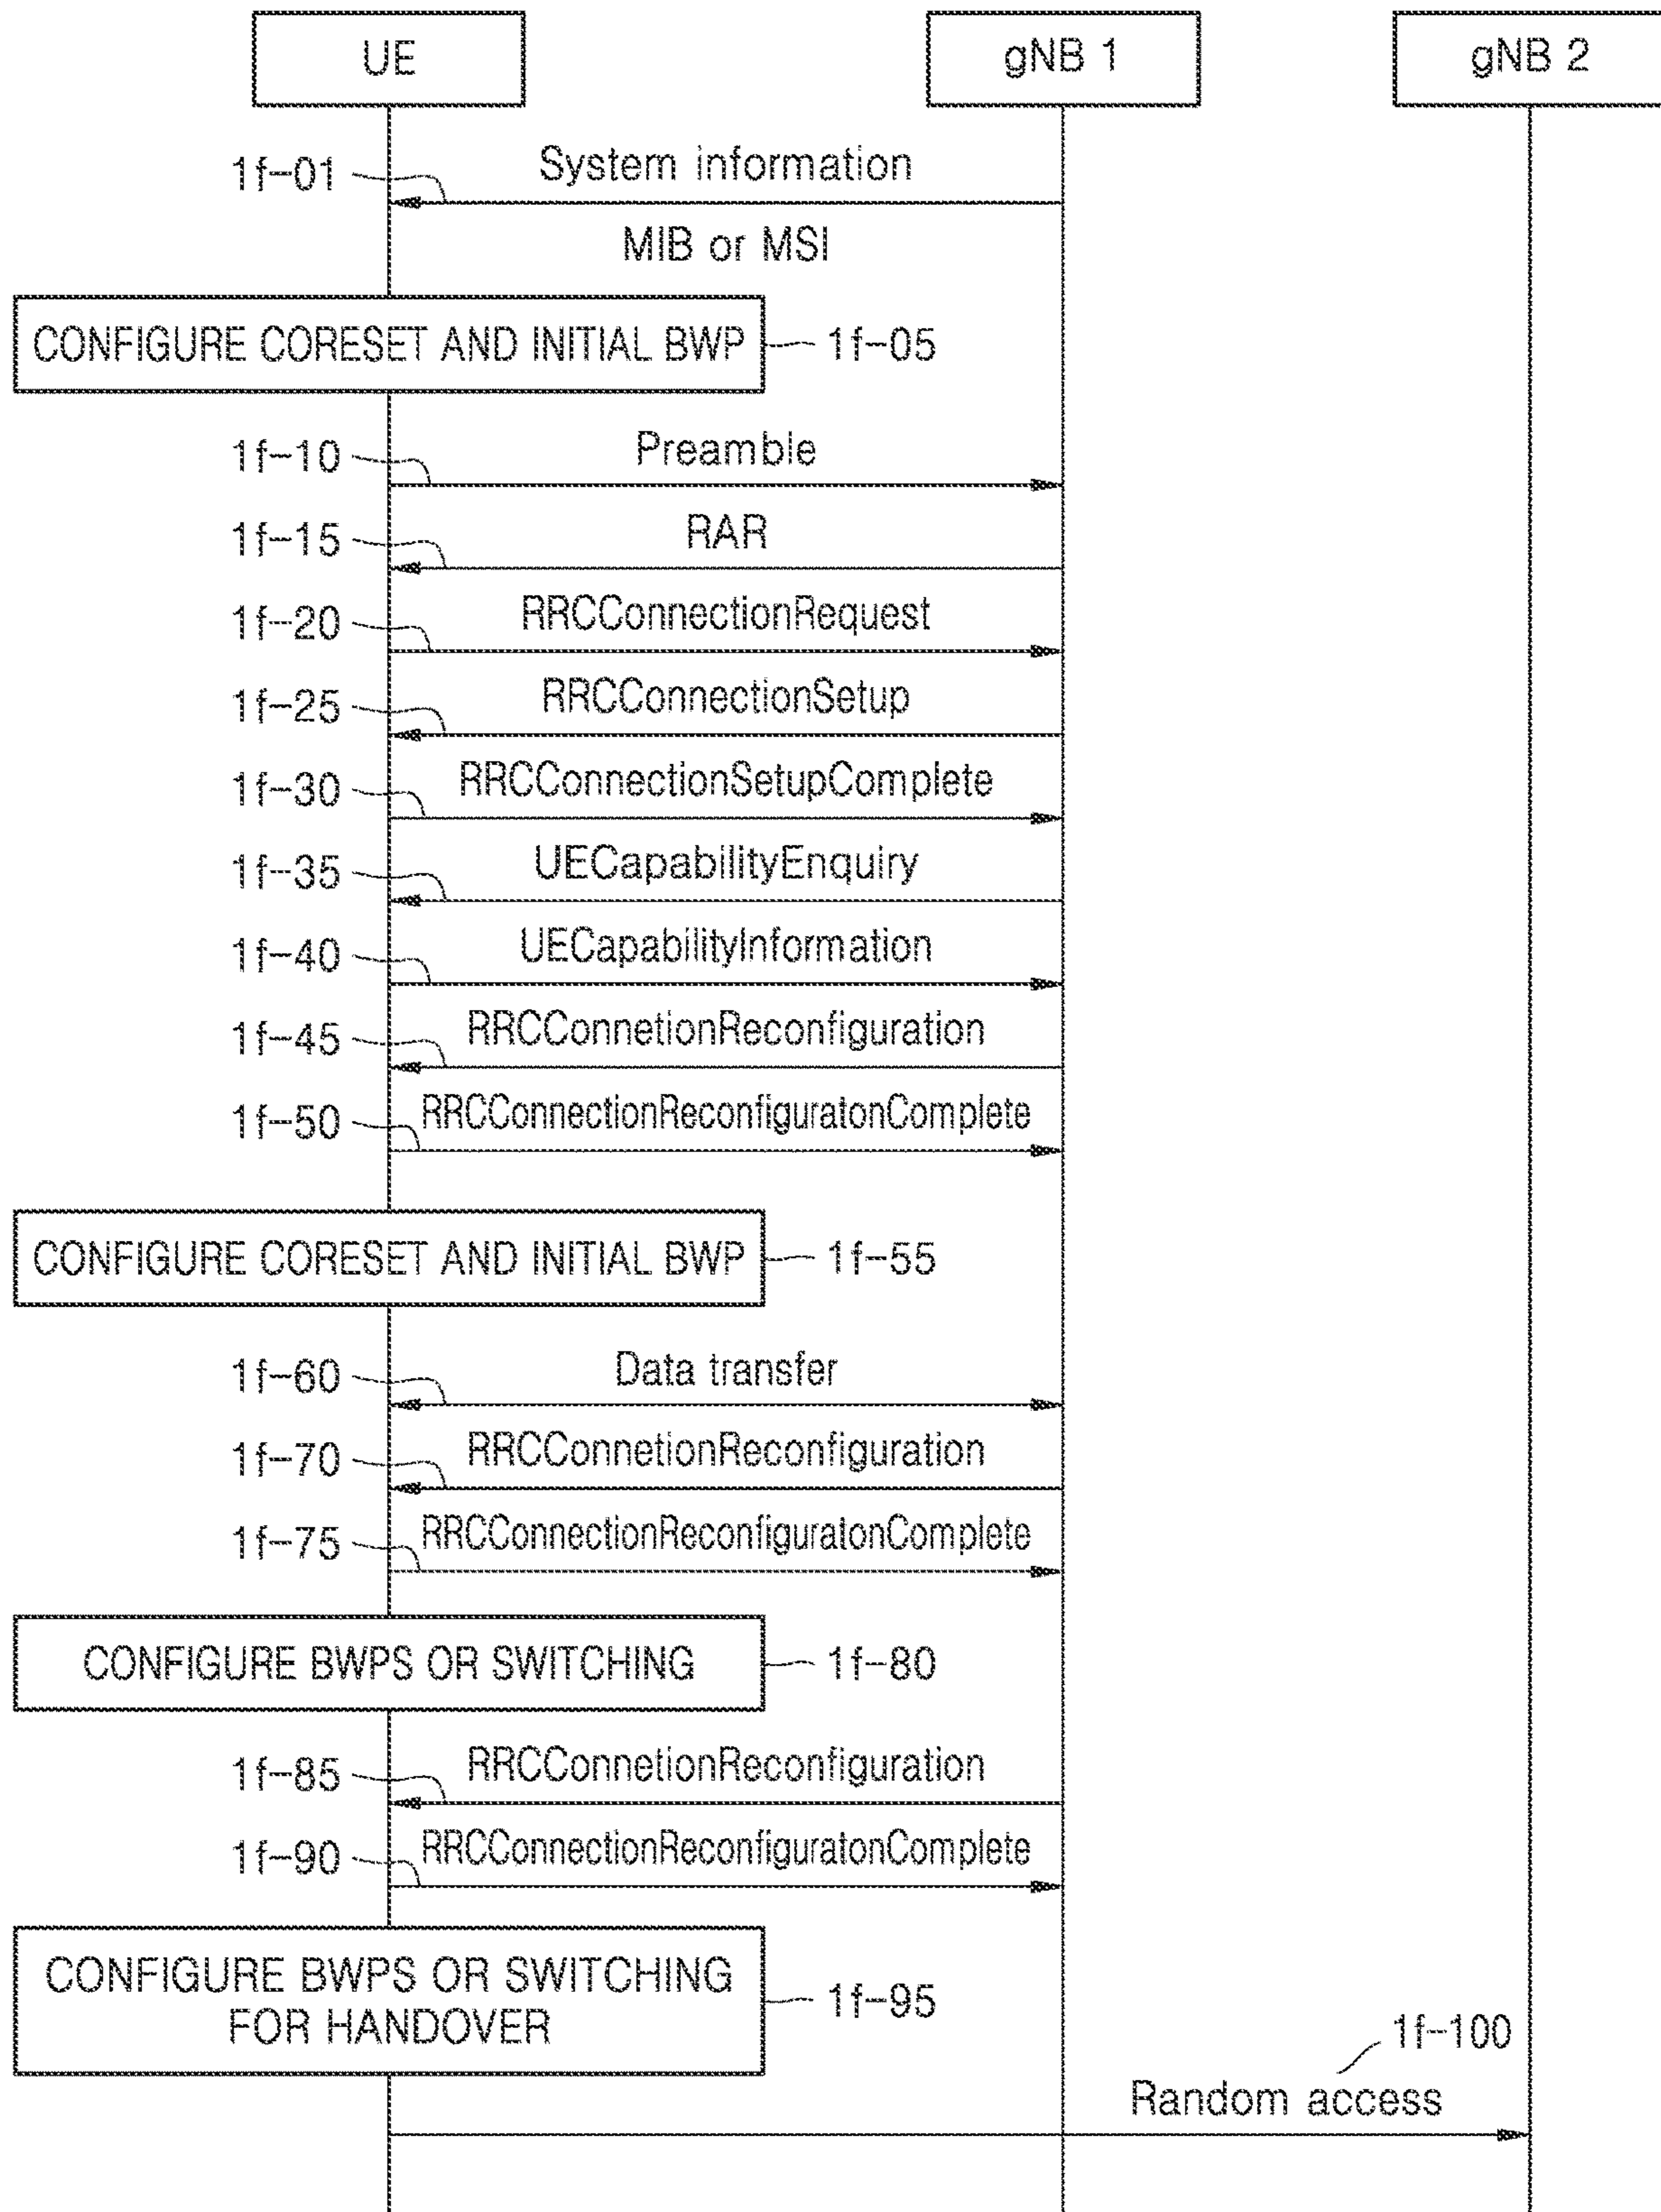 UE
gNB 1
gNB 2
System information
1f-01
MIB or MSI
CONFIGURE CORESET AND INITIAL BWP
1f-05
Preamble
1f-10
RAR
1f-15
RRCConnectionRequest
1f-20
RRCConnectionSetup
1f-25
RRCConnectionSetupComplete
1f-30
UECapabilityEnquiry
1f-35
UECapabilityInformation
1f-40
RRCConnetionReconfiguration
1f-45
RRCConnectionReconfiguratonComplete
1f-50
CONFIGURE CORESET AND INITIAL BWP
1f-55
Data transfer
1f-60
RRCConnetionReconfiguration
1f-70
RRCConnectionReconfiguratonComplete
1f-75
CONFIGURE BWPS OR SWITCHING
1f-80
RRCConnetionReconfiguration
1f-85
RRCConnectionReconfiguratonComplete
1f-90
CONFIGURE BWPS OR SWITCHING
FOR HANDOVER
1f-95
1f-100
Random access